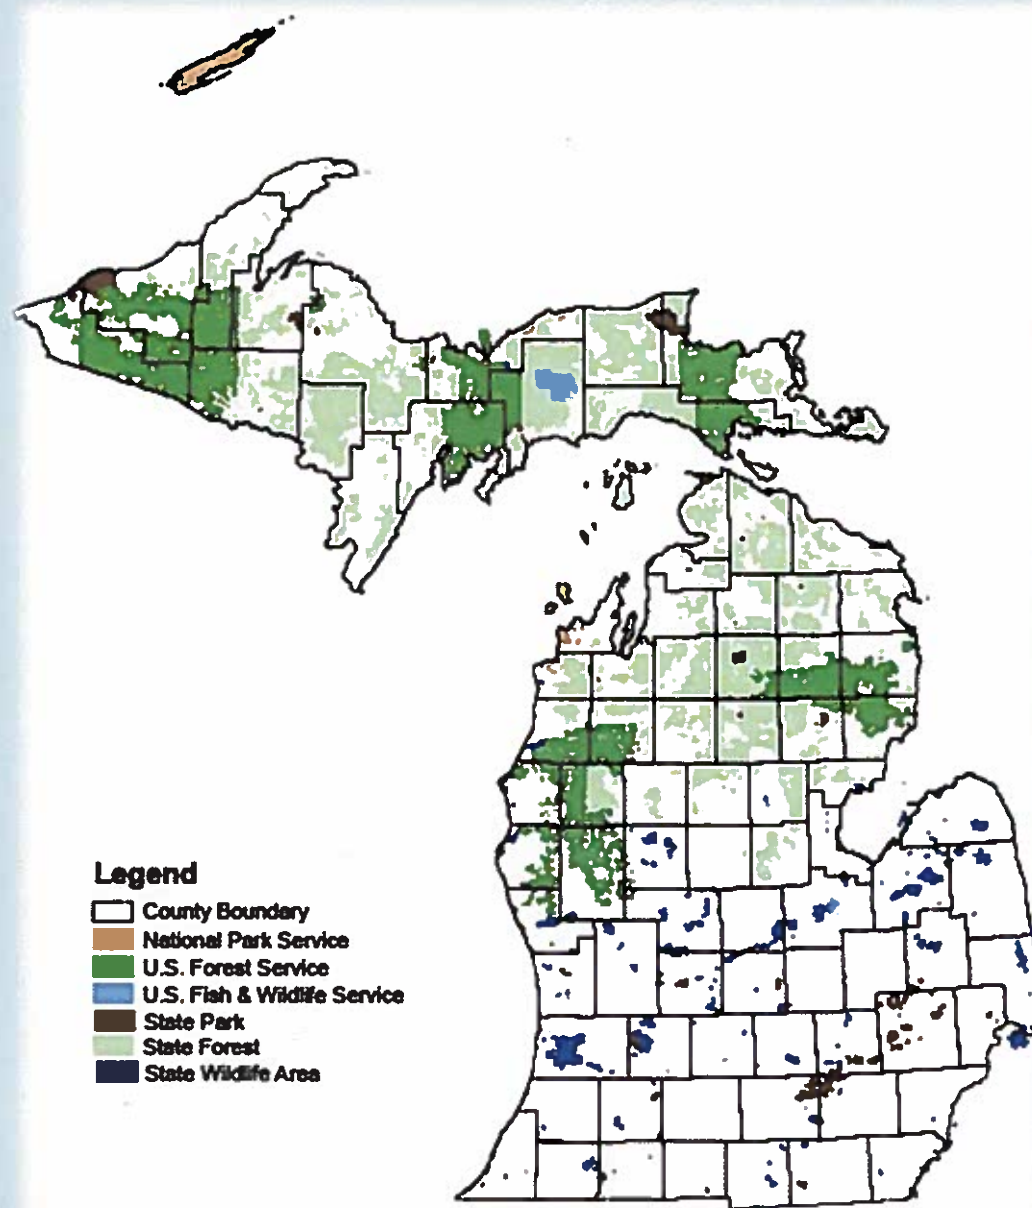 Legend
County Boundary
National Park Service
U.S. Forest Service
U.S. Fish & Wildlife Service
State Park
State Forest
State Wildlife Area